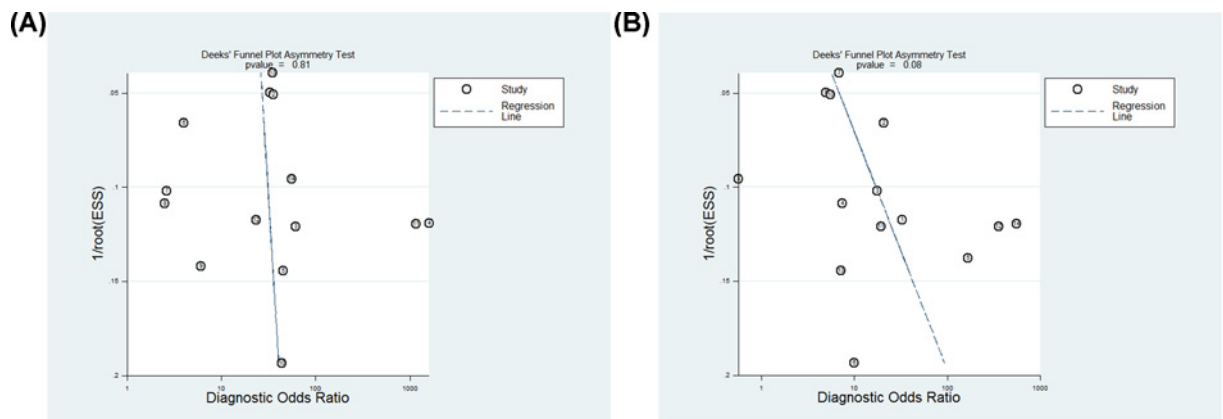 (A)
Deeks' Funnel Plot Asymmetry Test
pvalue = 0.81
.05
.1
.15
.2
1/root(ESS)
1
10
100
1000
Diagnostic Odds Ratio
Study
Regression
Line
(B)
Deeks' Funnel Plot Asymmetry Test
pvalue = 0.08
.05
.1
.15
.2
1/root(ESS)
1
10
100
1000
Diagnostic Odds Ratio
Study
Regression
Line